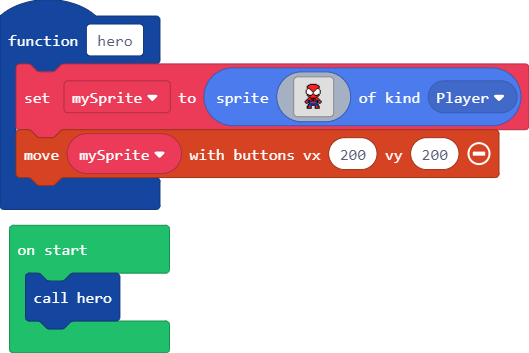 function hero
set mySprite to sprite of kind Player
move mySprite with buttons vx 200 vy 200
on start
call hero